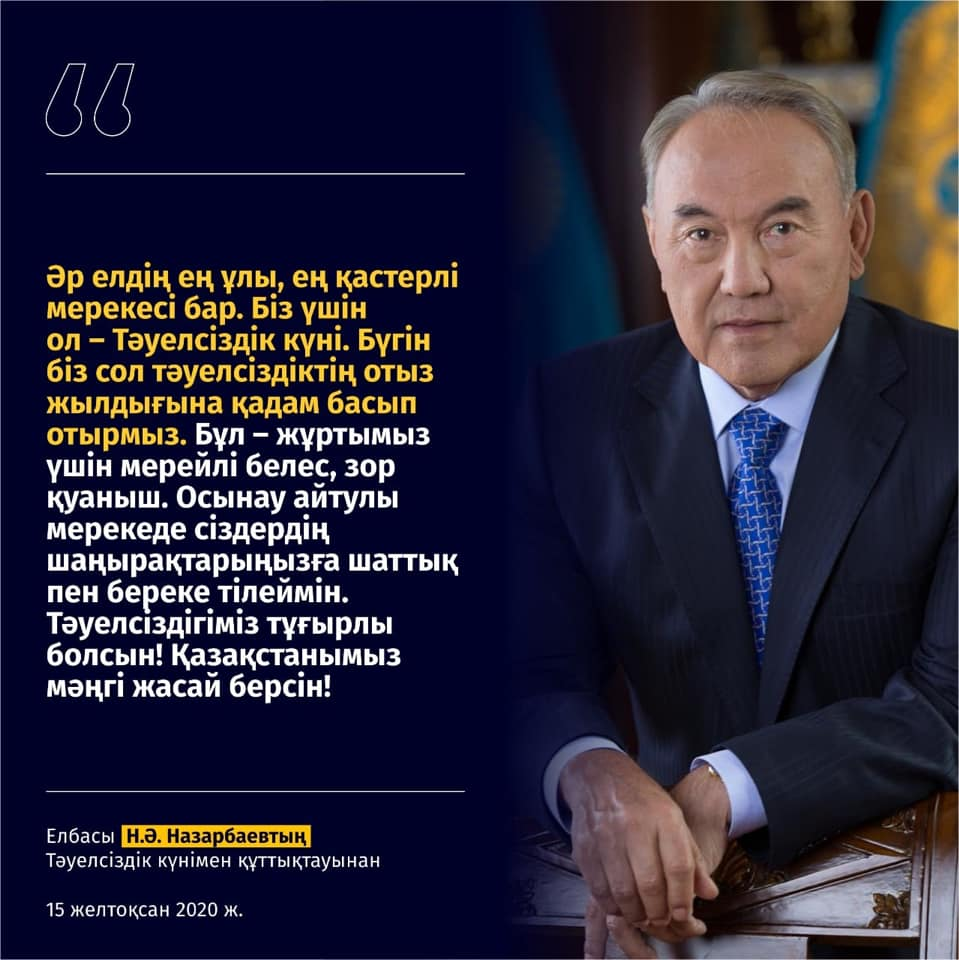 Әр елдің ең ұлы, ең қастерлі
мерекесі бар. Біз үшін
ол – Тәуелсіздік күні. Бүгін
біз сол тәуелсіздіктің отыз
жылдығына қадам басып
отырмыз. Бұл – жұртымыз
үшін мерейлі белес, зор
қуаныш. Осынау айтулы
мерекеде сіздердің
шаңырақтарыңызға шаттық
пен береке тілеймін.
Тәуелсіздігіміз тұғырлы
болсын! Қазақстанымыз
мәңгі жасай берсін!
Елбасы Н.Ә. Назарбаевтың
Тәуелсіздік күнімен құттықтауынан
15 желтоқсан 2020 ж.